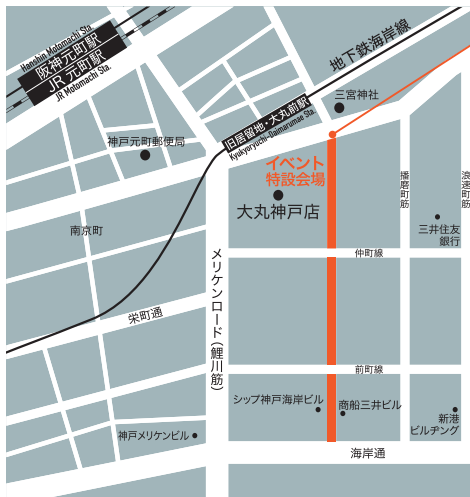 Hanshin Motomachi Sta.
阪神元町駅
JR 元町駅
JR Motomachi Sta.
地下鉄海岸線
三宮神社
旧居留地・大丸前駅
Kyukyoryuchi-Daimarumae Sta.
神戸元町郵便局
イベント
特設会場
大丸神戸店
播磨町筋
浪速町筋
三井住友
銀行
南京町
仲町線
メリケンロード(鯉川筋)
栄町通
前町線
シップ神戸海岸ビル
商船三井ビル
新港
ビルヂング
神戸メリケンビル
海岸通